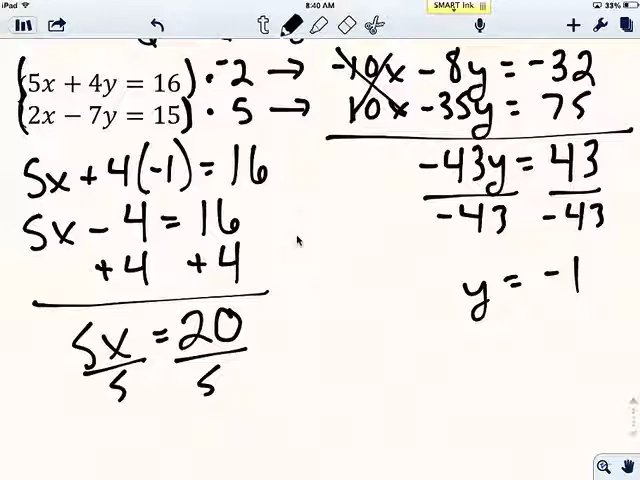 iPad 8:40 AM SMART Ink 33%
t
(5x + 4y = 16) · -2 → -10x - 8y = -32
(2x − 7y = 15) · 5 → 10x - 35y = 75
5x + 4(-1) = 16
-43y = 43
5x - 4 = 16
-43 -43
+4 +4
y = -1
5x = 20
5 5